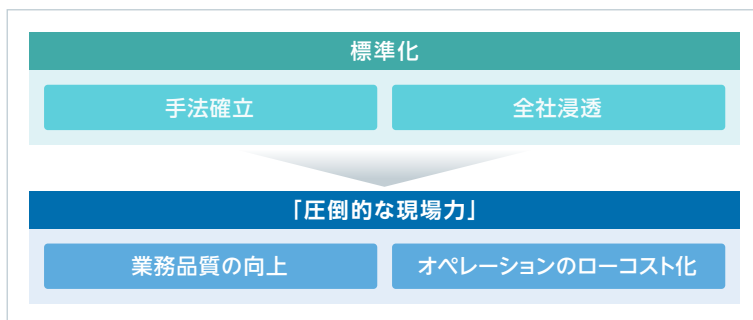 標準化
手法確立
全社浸透
「圧倒的な現場力」
業務品質の向上
オペレーションのローコスト化